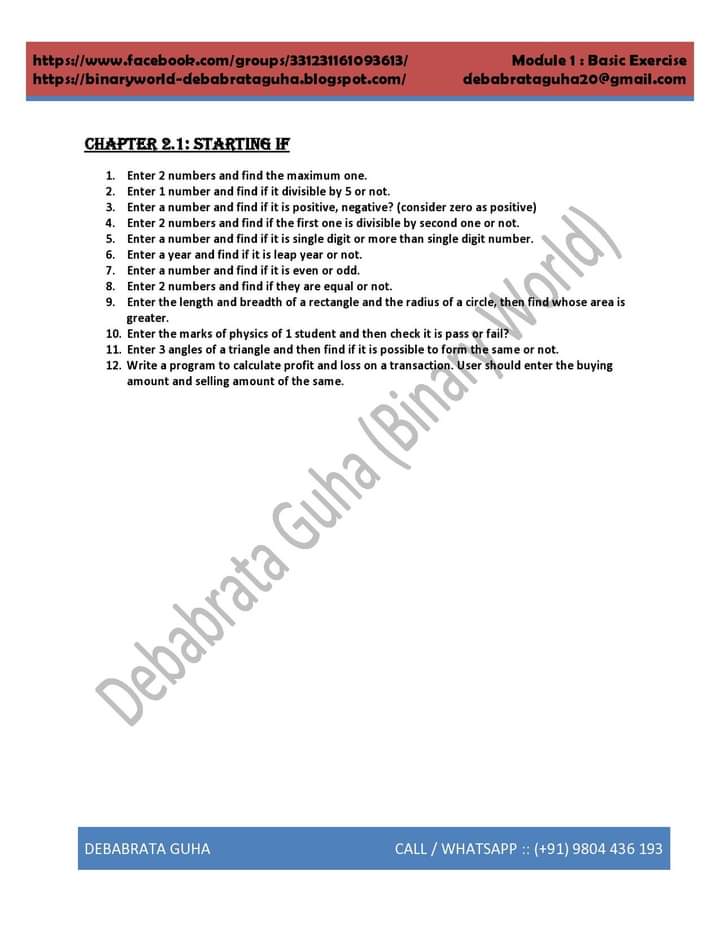 https://www.facebook.com/groups/331231161093613/ Module 1 : Basic Exercise
https://binaryworld-debabrataguha.blogspot.com/ debabrataguha20@gmail.com
CHAPTER 2.1: STARTING IF
1. Enter 2 numbers and find the maximum one.
2. Enter 1 number and find if it divisible by 5 or not.
3. Enter a number and find if it is positive, negative? (consider zero as positive)
4. Enter 2 numbers and find if the first one is divisible by second one or not.
5. Enter a number and find if it is single digit or more than single digit number.
6. Enter a year and find if it is leap year or not.
7. Enter a number and find if it is even or odd.
8. Enter 2 numbers and find if they are equal or not.
9. Enter the length and breadth of a rectangle and the radius of a circle, then find whose area is
greater.
10. Enter the marks of physics of 1 student and then check it is pass or fail?
11. Enter 3 angles of a triangle and then find if it is possible to form the same or not.
12. Write a program to calculate profit and loss on a transaction. User should enter the buying
amount and selling amount of the same.
Debabrata Guha (Binary World)
DEBABRATA GUHA CALL / WHATSAPP :: (+91) 9804 436 193